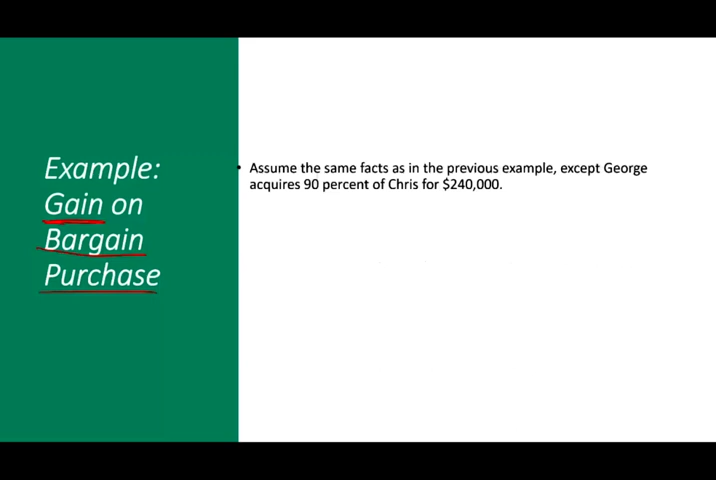 Example:
Gain on
Bargain
Purchase
• Assume the same facts as in the previous example, except George
acquires 90 percent of Chris for $240,000.